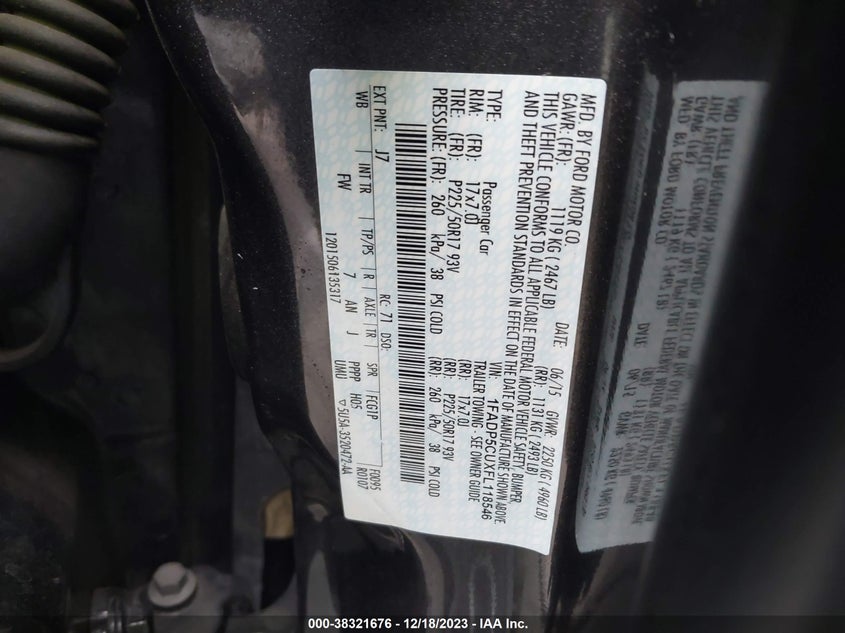 MFD. BY FORD MOTOR CO.
DATE: 06/15 GVWR: 2250 KG ( 4960 LB)
GAWR: (FR): 1119 KG ( 2467 LB) (RR): 1131 KG ( 2493 LB)
THIS VEHICLE CONFORMS TO ALL APPLICABLE FEDERAL MOTOR VEHICLE SAFETY, BUMPER,
AND THEFT PREVENTION STANDARDS IN EFFECT ON THE DATE OF MANUFACTURE SHOWN ABOVE.
VIN: 1FADP5CUXFL118546
TYPE: Passenger Car TRAILER TOWING - SEE OWNER GUIDE
RIM: (FR): 17x7.0J (RR): 17x7.0J
TIRE: (FR): P225/50R17 93V (RR): P225/50R17 93V
PRESSURE: (FR): 260 kPa/ 38 PSI COLD (RR): 260 kPa/ 38 PSI COLD
EXT PNT: J7 RC: 71 DSO: F0095
WB INT TR TP/PS R AXLE TR SPR FCG1P R0107
FW 7 AN J PPPP H05
1201506135317 UMU
▽ 5U5A-3520472-AA
000-38321676 - 12/18/2023 - IAA Inc.